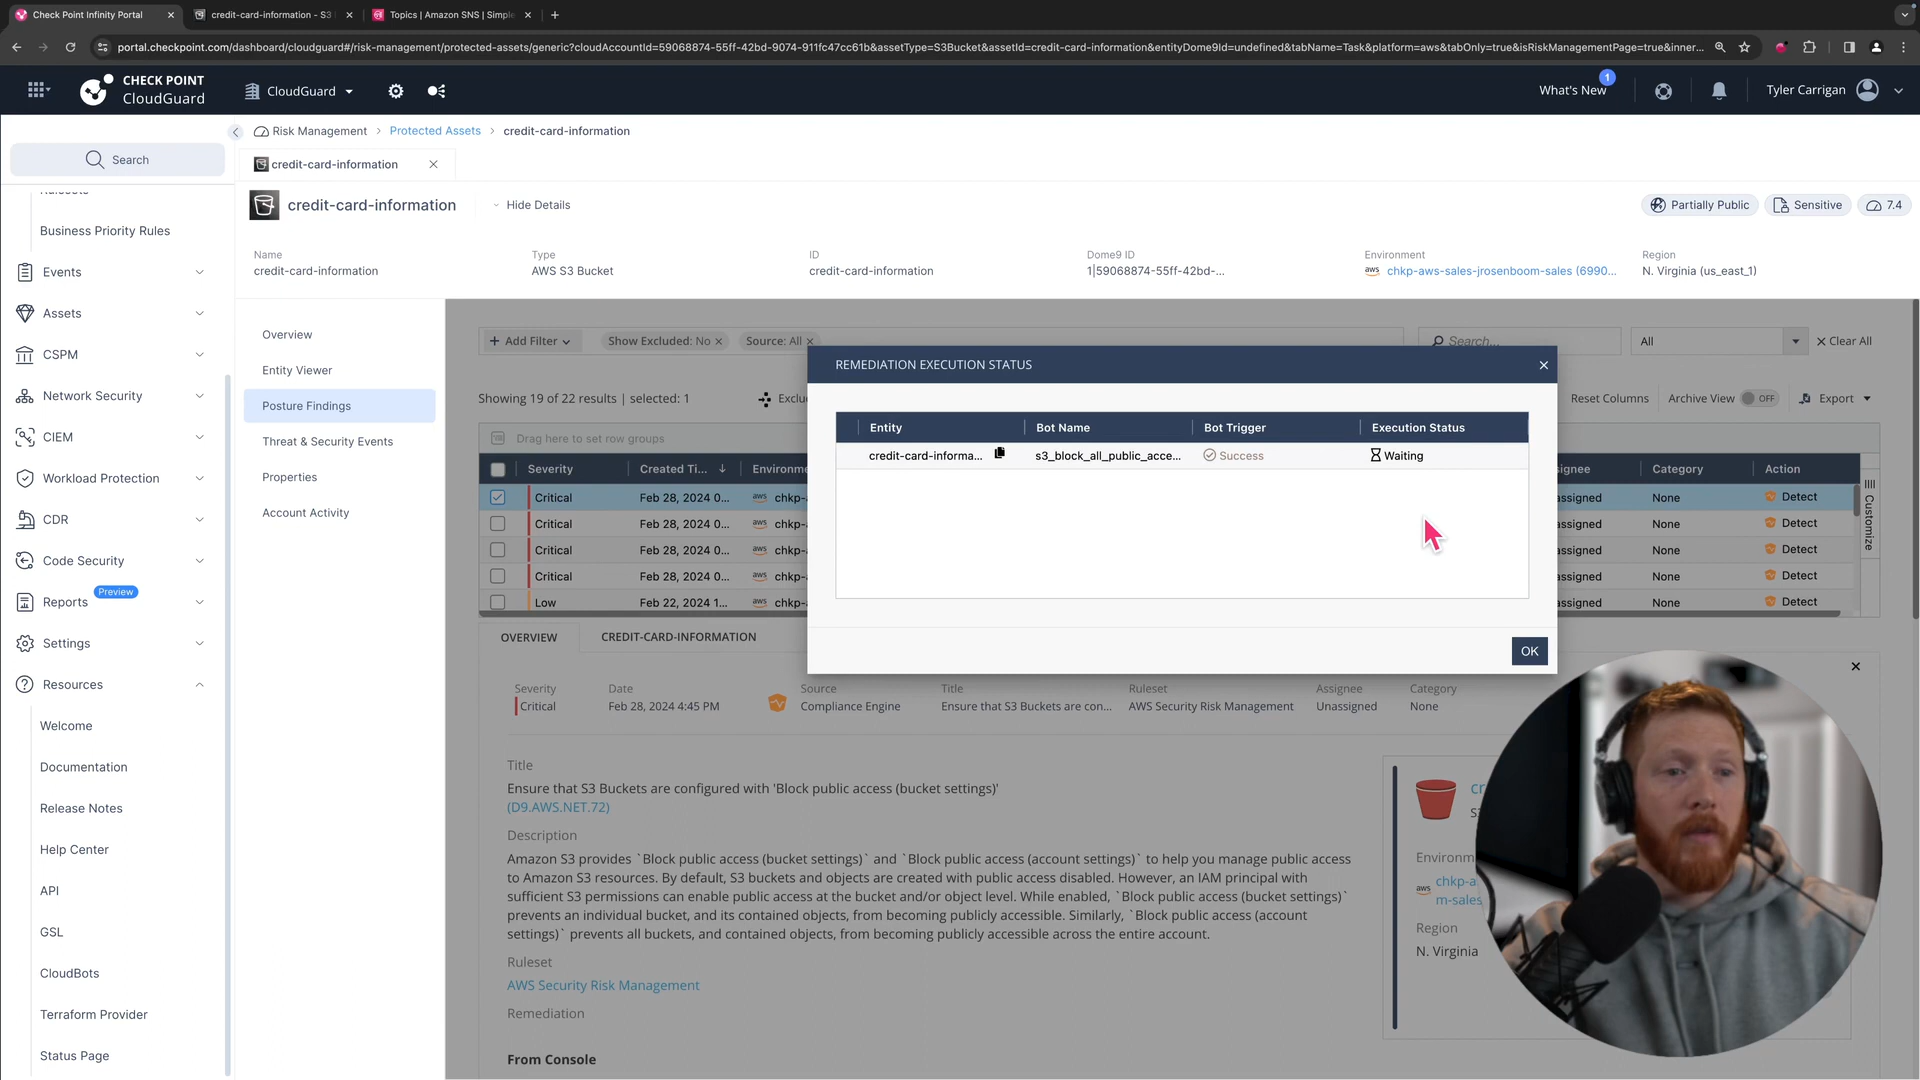 Check Point Infinity Portal
credit-card-information - S3
Topics | Amazon SNS | Simple
portal.checkpoint.com/dashboard/cloudguard#/risk-management/protected-assets/generic?cloudAccountId=59068874-55ff-42bd-9074-911fc47cc61b&assetType=S3Bucket&assetId=credit-card-information&entityDome9Id=undefined&tabName=Task&platform=aws&tabOnly=true&isRiskManagementPage=true&inner...
CHECK POINT
CloudGuard
CloudGuard
What's New
1
Tyler Carrigan
Risk Management > Protected Assets > credit-card-information
Search
credit-card-information
credit-card-information
Hide Details
Partially Public
Sensitive
7.4
Name
credit-card-information
Type
AWS S3 Bucket
ID
credit-card-information
Dome9 ID
1|59068874-55ff-42bd-...
Environment
aws chkp-aws-sales-jrosenboom-sales (6990...
Region
N. Virginia (us_east_1)
Business Priority Rules
Events
Assets
CSPM
Network Security
CIEM
Workload Protection
CDR
Code Security
Preview
Reports
Settings
Resources
Welcome
Documentation
Release Notes
Help Center
API
GSL
CloudBots
Terraform Provider
Status Page
Overview
Entity Viewer
Posture Findings
Threat & Security Events
Properties
Account Activity
+ Add Filter
Show Excluded: No ×
Source: All ×
Search...
All
Clear All
Showing 19 of 22 results | selected: 1
Exclu
Reset Columns
Archive View OFF
Export
Drag here to set row groups
Severity Created Ti... Environme
Category Action
Critical Feb 28, 2024 0... aws chkp-a
assigned None Detect
Critical Feb 28, 2024 0... aws chkp-a
assigned None Detect
Critical Feb 28, 2024 0... aws chkp-a
assigned None Detect
Critical Feb 28, 2024 0... aws chkp-a
assigned None Detect
Low Feb 22, 2024 1... aws chkp-a
assigned None Detect
Customize
REMEDIATION EXECUTION STATUS
Entity Bot Name Bot Trigger Execution Status
credit-card-informa... s3_block_all_public_acce... Success Waiting
OK
OVERVIEW
CREDIT-CARD-INFORMATION
Severity
Critical
Date
Feb 28, 2024 4:45 PM
Source
Compliance Engine
Title
Ensure that S3 Buckets are con...
Ruleset
AWS Security Risk Management
Assignee
Unassigned
Category
None
Title
Ensure that S3 Buckets are configured with 'Block public access (bucket settings)'
(D9.AWS.NET.72)
Description
Amazon S3 provides `Block public access (bucket settings)` and `Block public access (account settings)` to help you manage public access
to Amazon S3 resources. By default, S3 buckets and objects are created with public access disabled. However, an IAM principal with
sufficient S3 permissions can enable public access at the bucket and/or object level. While enabled, `Block public access (bucket settings)`
prevents an individual bucket, and its contained objects, from becoming publicly accessible. Similarly, `Block public access (account
settings)` prevents all buckets, and contained objects, from becoming publicly accessible across the entire account.
Ruleset
AWS Security Risk Management
Remediation
From Console
cr
S3
Environm
aws chkp-a
m-sales
Region
N. Virginia